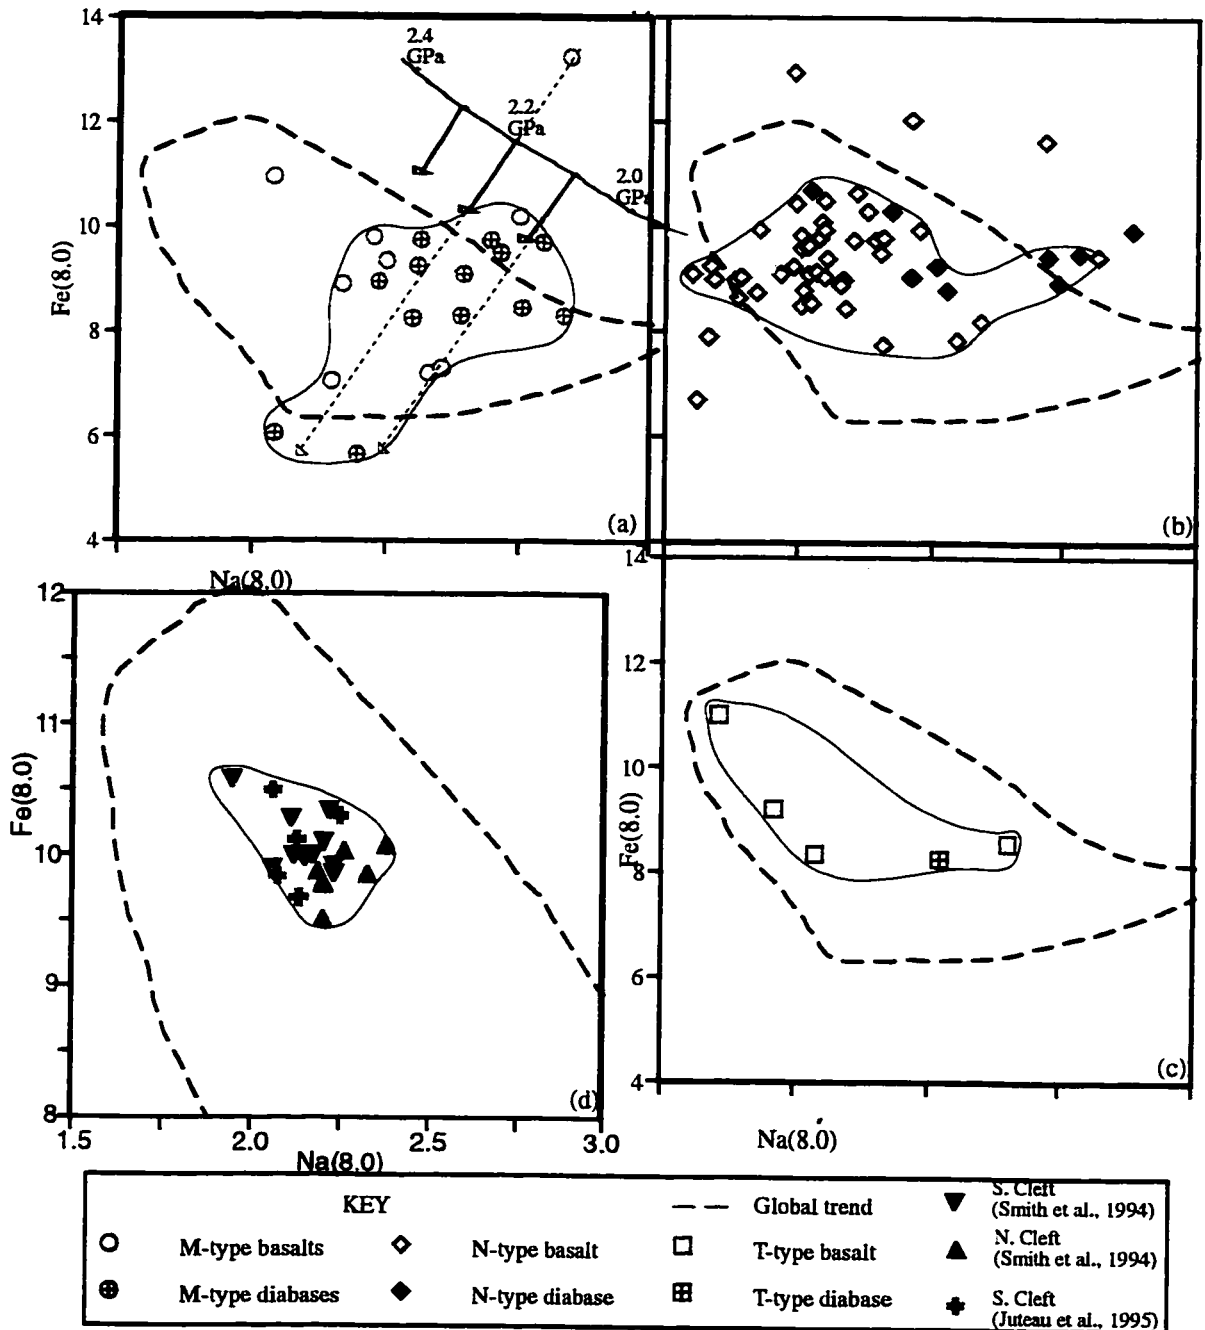 14
12
10
8
6
4
Fe(8.0)
2.4
GPa
2.2
GPa
2.0
GPa
(a)
(b)
Na(8.0)
12
11
10
9
8
Fe(8.0)
1.5
2.0
2.5
3.0
Na(8.0)
(d)
14
12
10
8
6
4
Fe(8.0)
(c)
Na(8.0)
KEY
M-type basalts
M-type diabases
N-type basalt
N-type diabase
Global trend
T-type basalt
T-type diabase
S. Cleft
(Smith et al., 1994)
N. Cleft
(Smith et al., 1994)
S. Cleft
(Juteau et al., 1995)